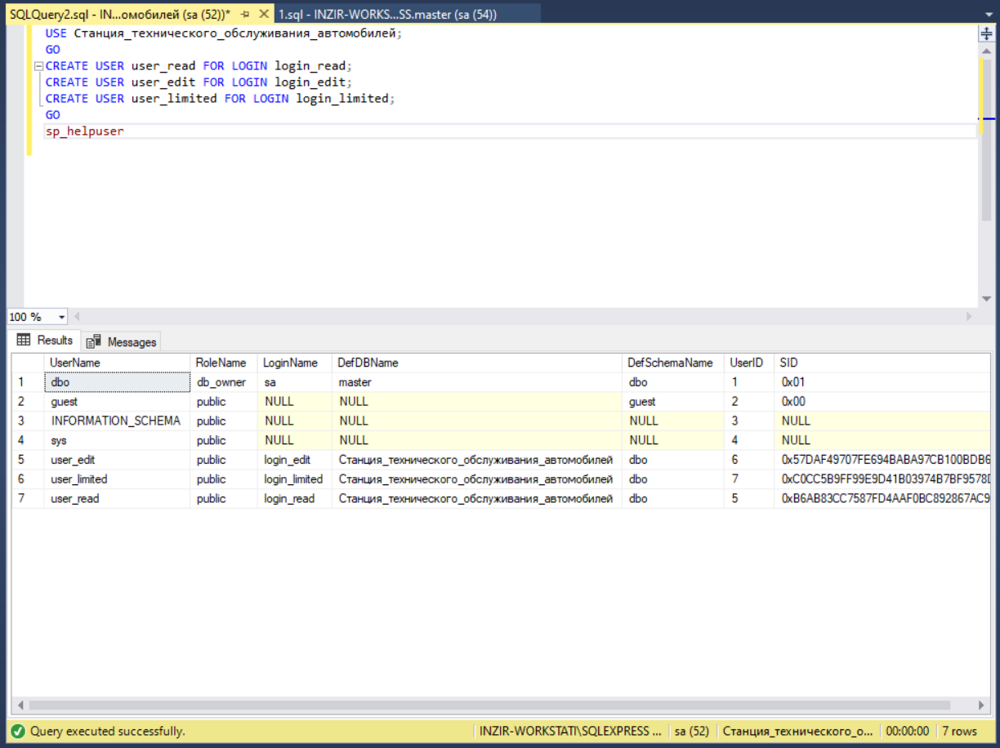 SQLQuery2.sql - IN...омобилей (sa (52))* 1.sql - INZIR-WORKS...SS.master (sa (54))
USE Станция_технического_обслуживания_автомобилей;
GO
CREATE USER user_read FOR LOGIN login_read;
CREATE USER user_edit FOR LOGIN login_edit;
CREATE USER user_limited FOR LOGIN login_limited;
GO
sp_helpuser
100 %
Results Messages
UserName RoleName LoginName DefDBName DefSchemaName UserID SID
1 dbo db_owner sa master dbo 1 0x01
2 guest public NULL NULL guest 2 0x00
3 INFORMATION_SCHEMA public NULL NULL NULL 3 NULL
4 sys public NULL NULL NULL 4 NULL
5 user_edit public login_edit Станция_технического_обслуживания_автомобилей dbo 6 0x57DAF49707FE694BABA97CB100BDB6
6 user_limited public login_limited Станция_технического_обслуживания_автомобилей dbo 7 0xC0CC5B9FF99E9D41B03974B7BF9578D
7 user_read public login_read Станция_технического_обслуживания_автомобилей dbo 5 0xB6AB83CC7587FD4AAF0BC892867AC9
Query executed successfully. INZIR-WORKSTATI\SQLEXPRESS ... sa (52) Станция_технического_о... 00:00:00 7 rows